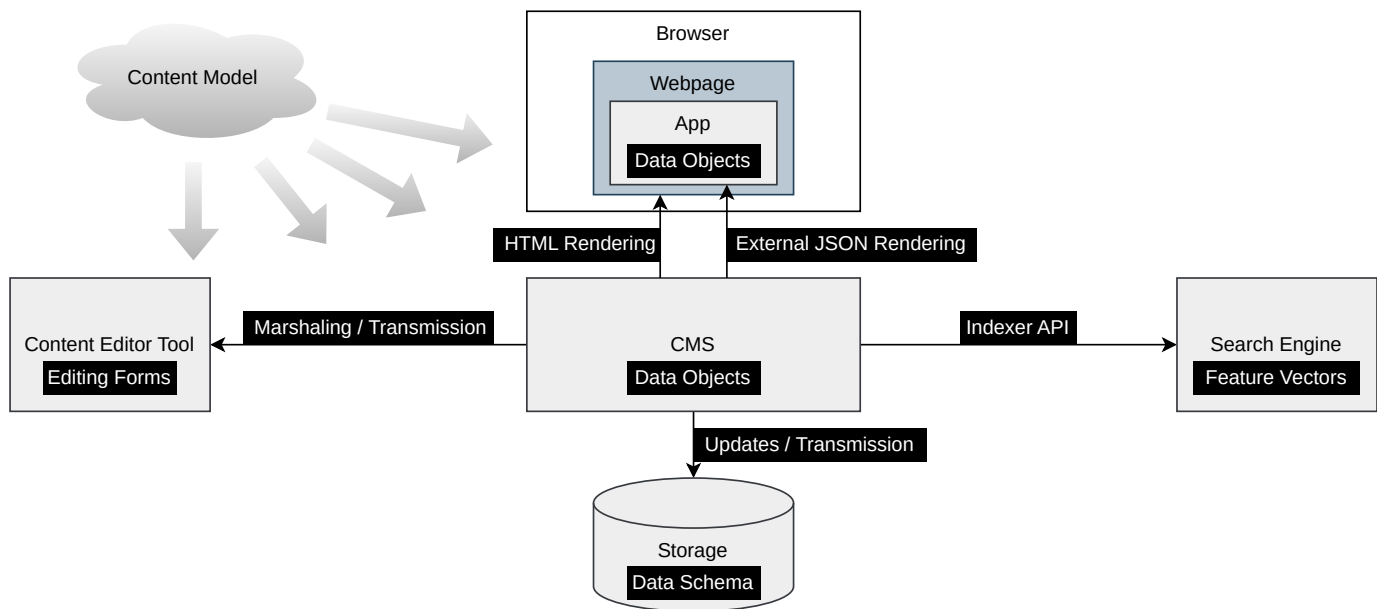 Browser
Content Model
Webpage
App
Data Objects
HTML Rendering
External JSON Rendering
Marshaling / Transmission
Indexer API
Content Editor Tool
Editing Forms
CMS
Data Objects
Search Engine
Feature Vectors
Updates / Transmission
Storage
Data Schema